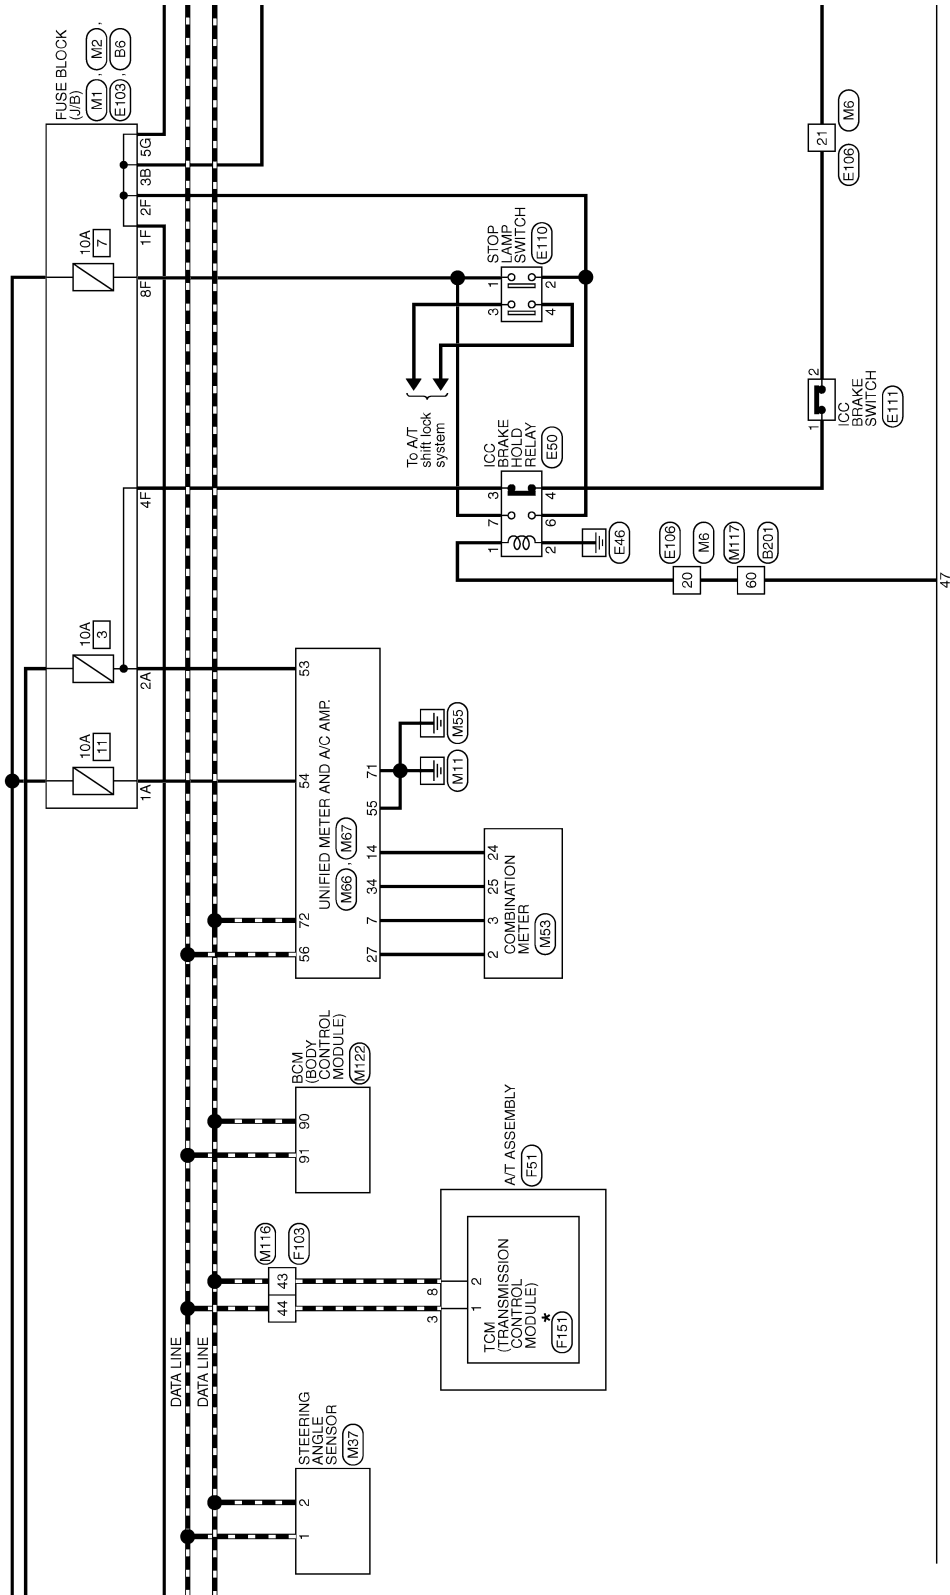 DATA LINE
DATA LINE
STEERING
ANGLE
SENSOR
M37
1
2
44
43
M116
F103
3
8
1
2
TCM
(TRANSMISSION
CONTROL
MODULE)
*
F151
A/T ASSEMBLY
F51
91
90
BCM
(BODY
CONTROL
MODULE)
M122
56
72
54
53
UNIFIED METER AND A/C AMP.
M66 , M67
27
7
34
14
55
71
2
3
25
24
COMBINATION
METER
M53
M11
M55
10A
11
1A
10A
3
2A
4F
10A
7
8F
1F
2F
3B
5G
FUSE BLOCK
(J/B)
M1 , M2 ,
E103 , B6
1
7
3
2
6
4
ICC
BRAKE
HOLD
RELAY
E50
E46
To A/T
shift lock
system
3
1
4
2
STOP
LAMP
SWITCH
E110
20
E106
M6
60
M117
B201
47
1
2
ICC
BRAKE
SWITCH
E111
21
E106
M6